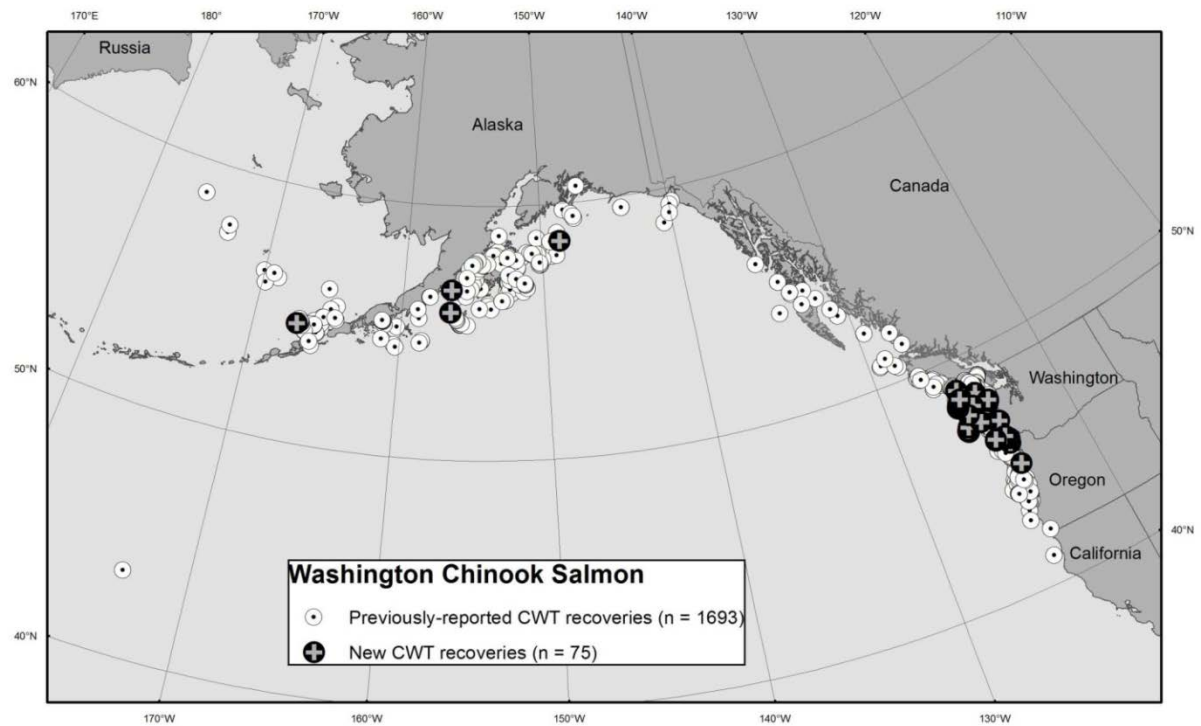 170°E 180° 170°W 160°W 150°W 140°W 130°W 120°W 110°W
Russia
60°N
Alaska
Canada
50°N
50°N
Washington
Oregon
40°N
California
Washington Chinook Salmon
Previously-reported CWT recoveries (n = 1693)
New CWT recoveries (n = 75)
40°N
170°W 160°W 150°W 140°W 130°W